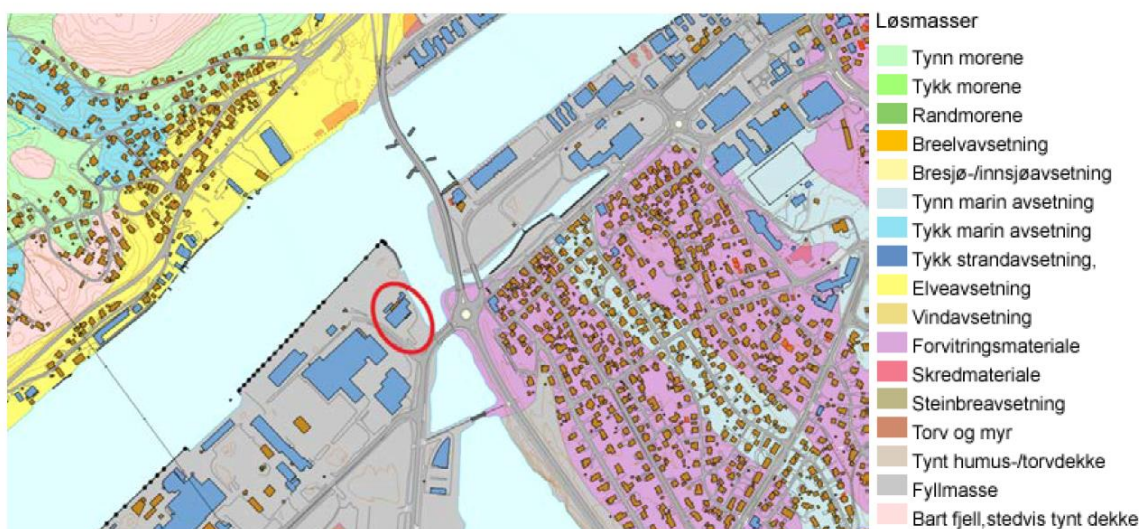 Løsmasser
Tynn morene
Tykk morene
Randmorene
Breelvavsetning
Bresjø-/innsjøavsetning
Tynn marin avsetning
Tykk marin avsetning
Tykk strandavsetning,
Elveavsetning
Vindavsetning
Forvitringsmateriale
Skredmateriale
Steinbreavsetning
Torv og myr
Tynt humus-/torvdekke
Fyllmasse
Bart fjell,stedvis tynt dekke